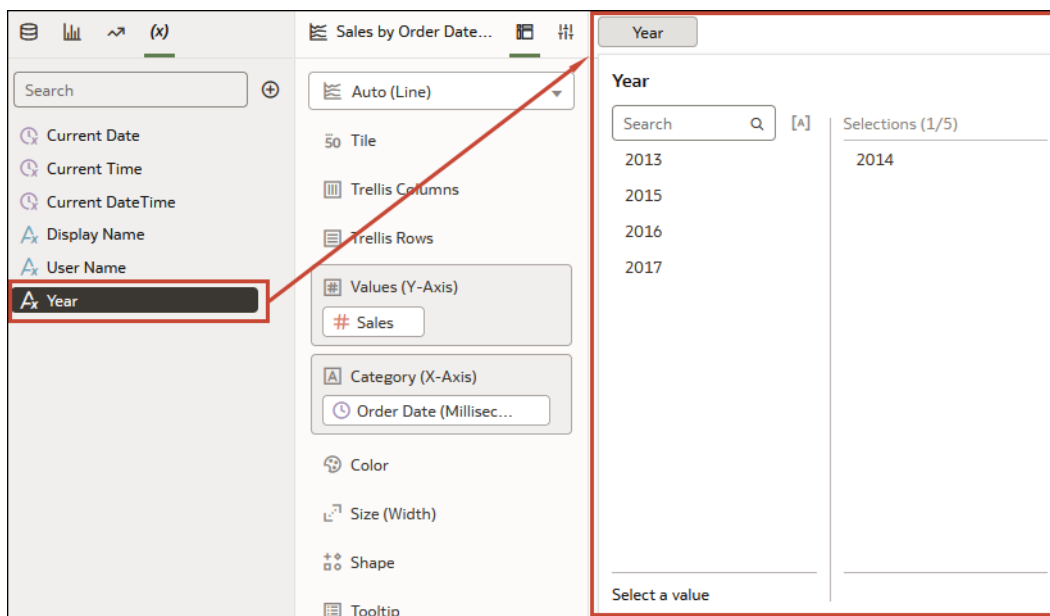 (x)
Search
Current Date
Current Time
Current DateTime
Display Name
User Name
Year
Sales by Order Date...
Auto (Line)
Tile
Trellis Columns
Trellis Rows
Values (Y-Axis)
# Sales
Category (X-Axis)
Order Date (Millisec...
Color
Size (Width)
Shape
Tooltip
Year
Year
Search
[A]
Selections (1/5)
2013
2015
2016
2017
2014
Select a value